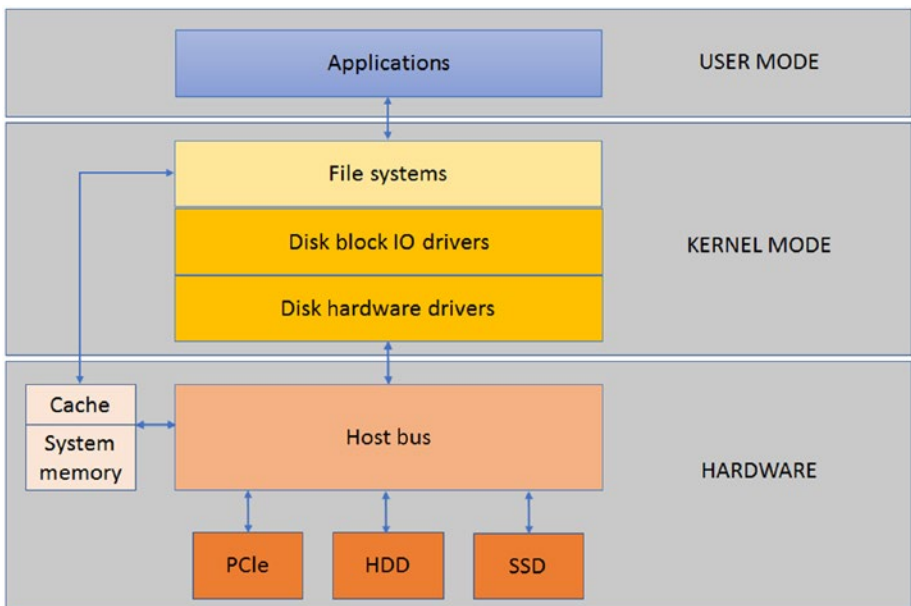 Applications
USER MODE
File systems
Disk block IO drivers
KERNEL MODE
Disk hardware drivers
Cache
System
memory
Host bus
HARDWARE
PCle
HDD
SSD